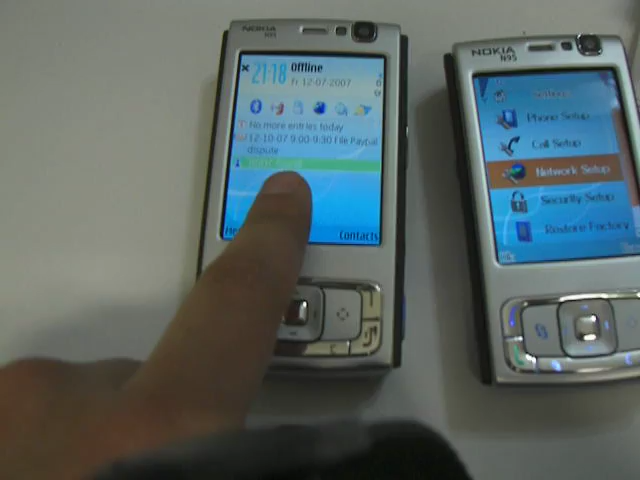 NOKIA
N95
21:18
Offline
Fr 12-07-2007
No more entries today
12-10-07 9:00-9:30 File Paypal
dispute
Contacts
NOKIA
N95
Settings
Phone Setup
Call Setup
Network Setup
Security Setup
Restore Factory